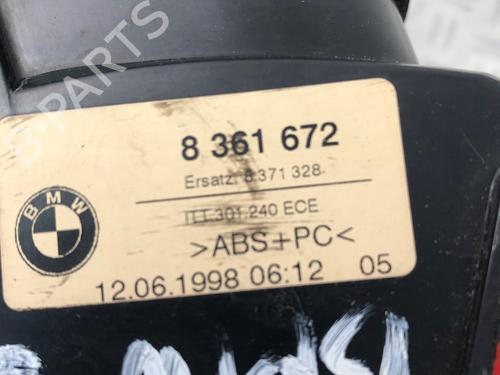 B-PARTS
8 361 672
Ersatz: 8 371 328
301 240 ECE
BMW
>ABS+PC<
12.06.1998 06:12 05